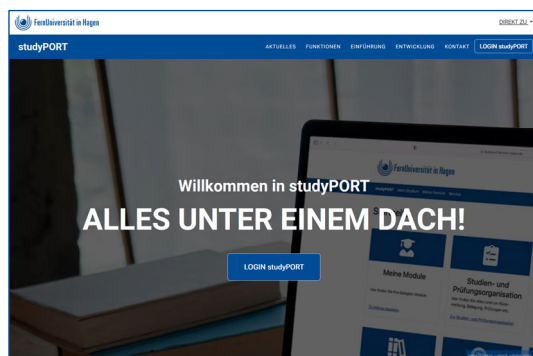 FernUniversität in Hagen
DIREKT ZU
studyPORT
AKTUELLES FUNKTIONEN EINFÜHRUNG ENTWICKLUNG KONTAKT LOGIN studyPORT
FernUniversität in Hagen
Willkommen in studyPORT
ALLES UNTER EINEM DACH!
LOGIN studyPORT
Meine Module
Studien- und
Prüfungsorganisation